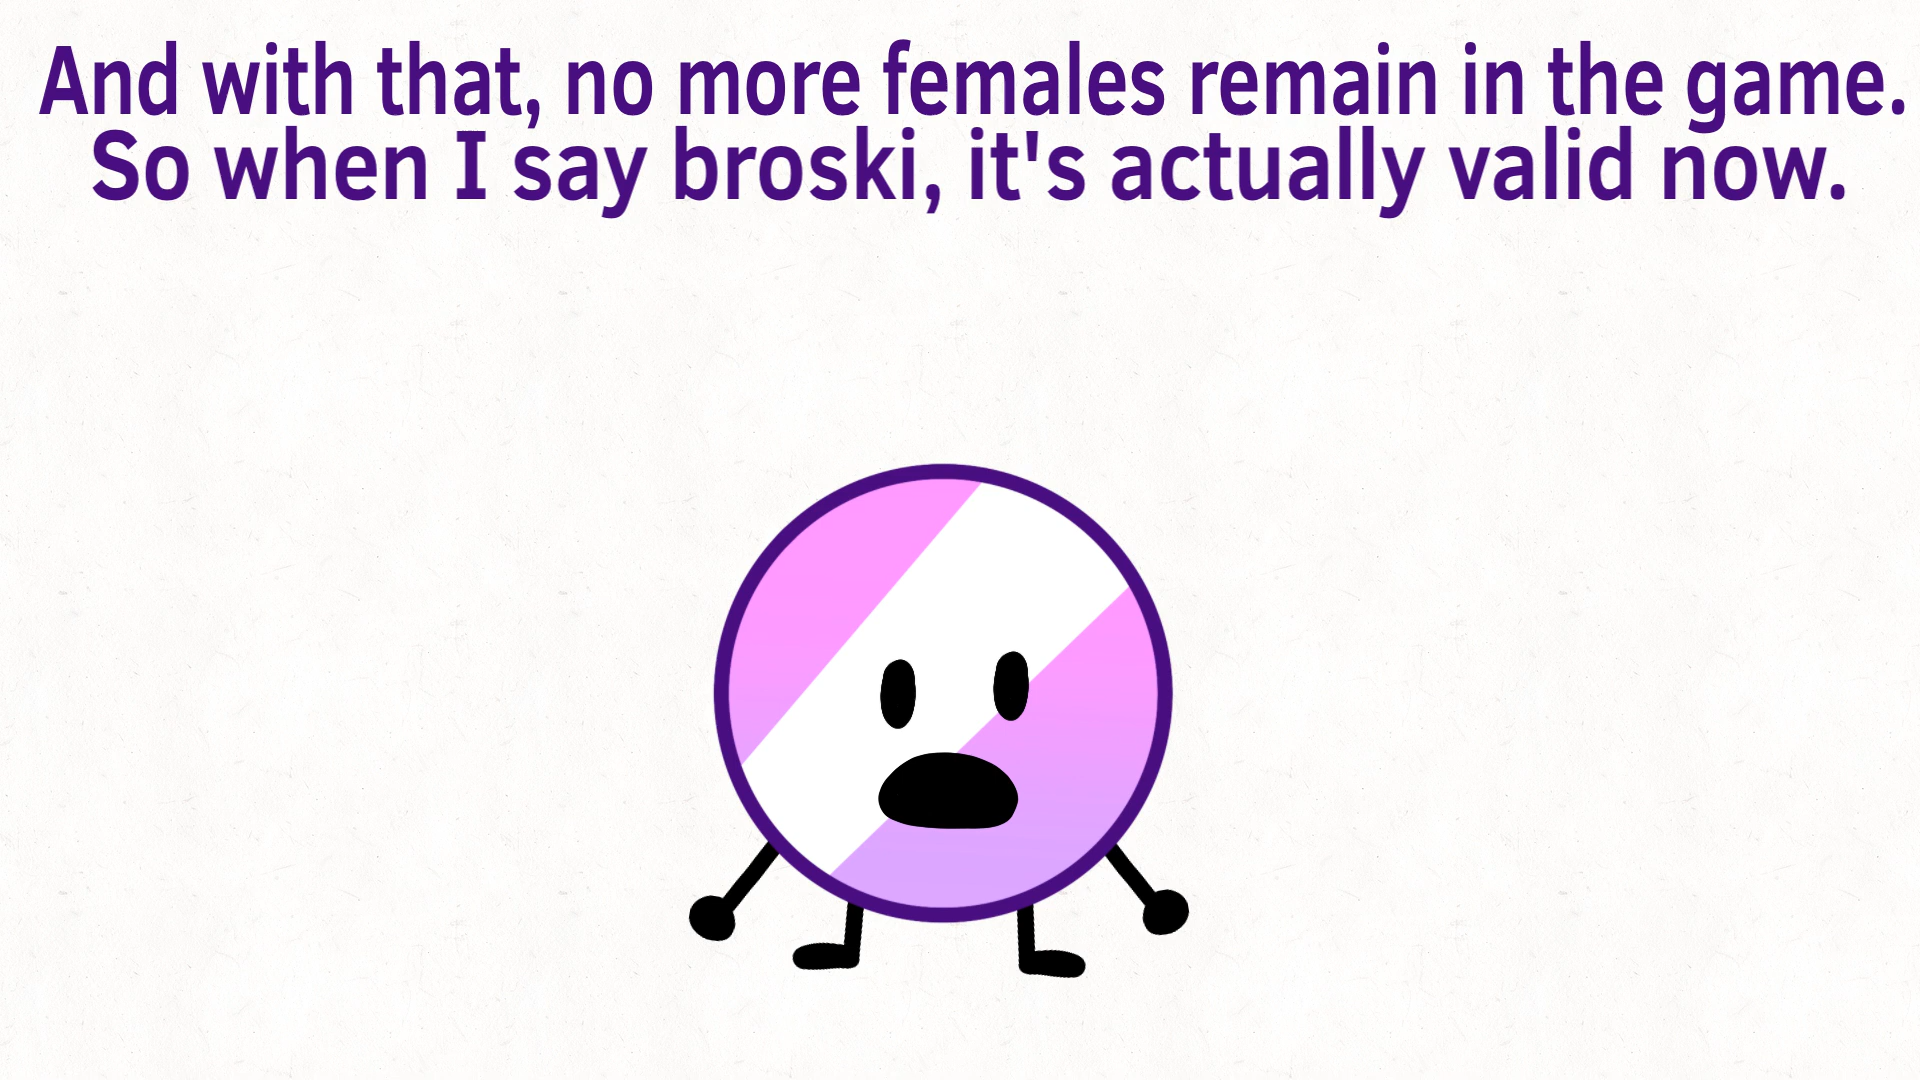 And with that, no more females remain in the game.
So when I say broski, it's actually valid now.